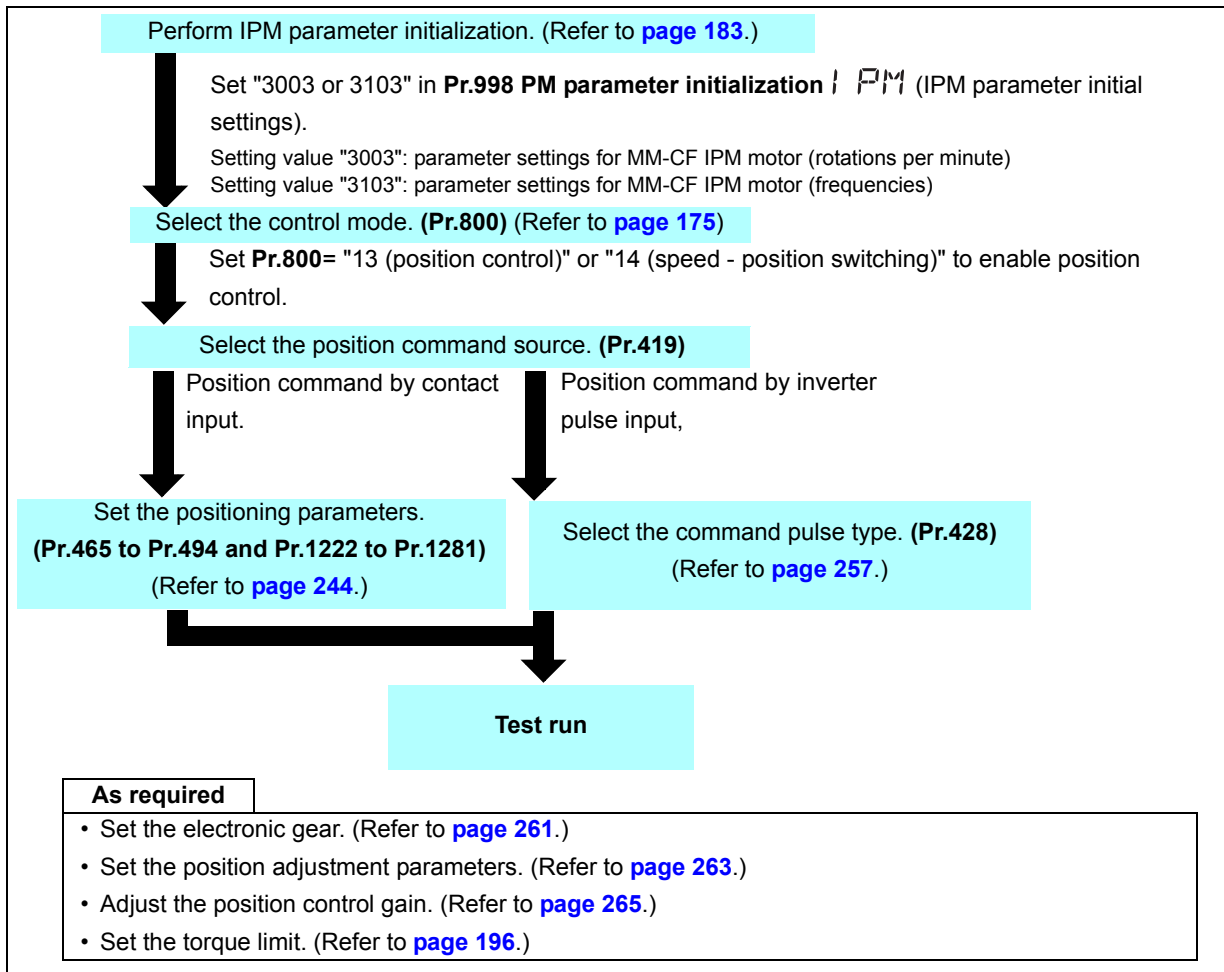 Perform IPM parameter initialization. (Refer to page 183.)
Set "3003 or 3103" in Pr.998 PM parameter initialization IPM (IPM parameter initial
settings).
Setting value "3003": parameter settings for MM-CF IPM motor (rotations per minute)
Setting value "3103": parameter settings for MM-CF IPM motor (frequencies)
Select the control mode. (Pr.800) (Refer to page 175)
Set Pr.800= "13 (position control)" or "14 (speed - position switching)" to enable position
control.
Select the position command source. (Pr.419)
Position command by contact
input.
Position command by inverter
pulse input,
Set the positioning parameters.
(Pr.465 to Pr.494 and Pr.1222 to Pr.1281)
(Refer to page 244.)
Select the command pulse type. (Pr.428)
(Refer to page 257.)
Test run
As required
• Set the electronic gear. (Refer to page 261.)
• Set the position adjustment parameters. (Refer to page 263.)
• Adjust the position control gain. (Refer to page 265.)
• Set the torque limit. (Refer to page 196.)